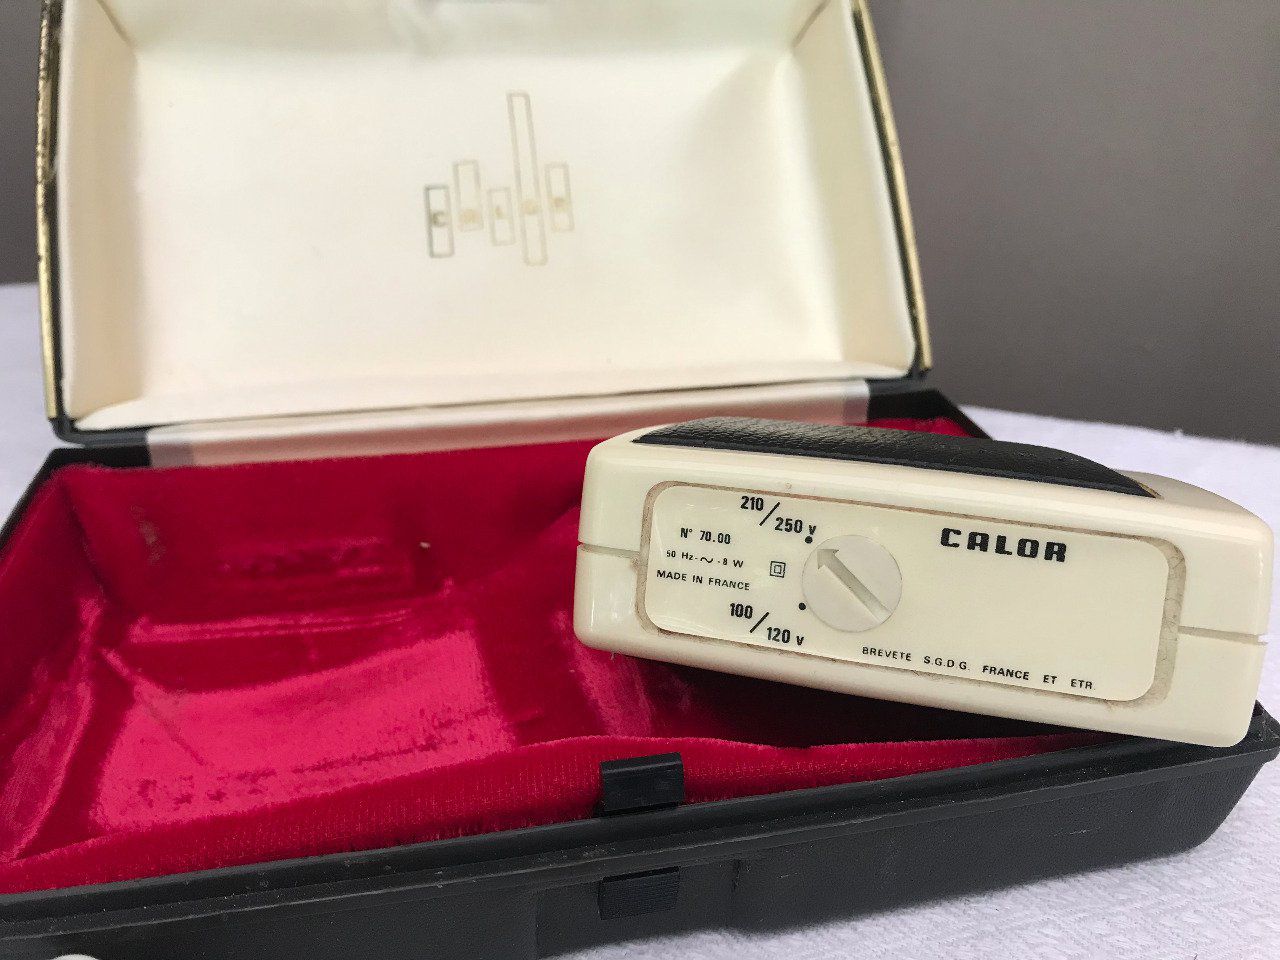 C A L O R
210/250 v
N° 70.00
50 Hz-~-8 W
MADE IN FRANCE
100/120 v
CALOR
BREVETE S.G.D.G. FRANCE ET ETR.